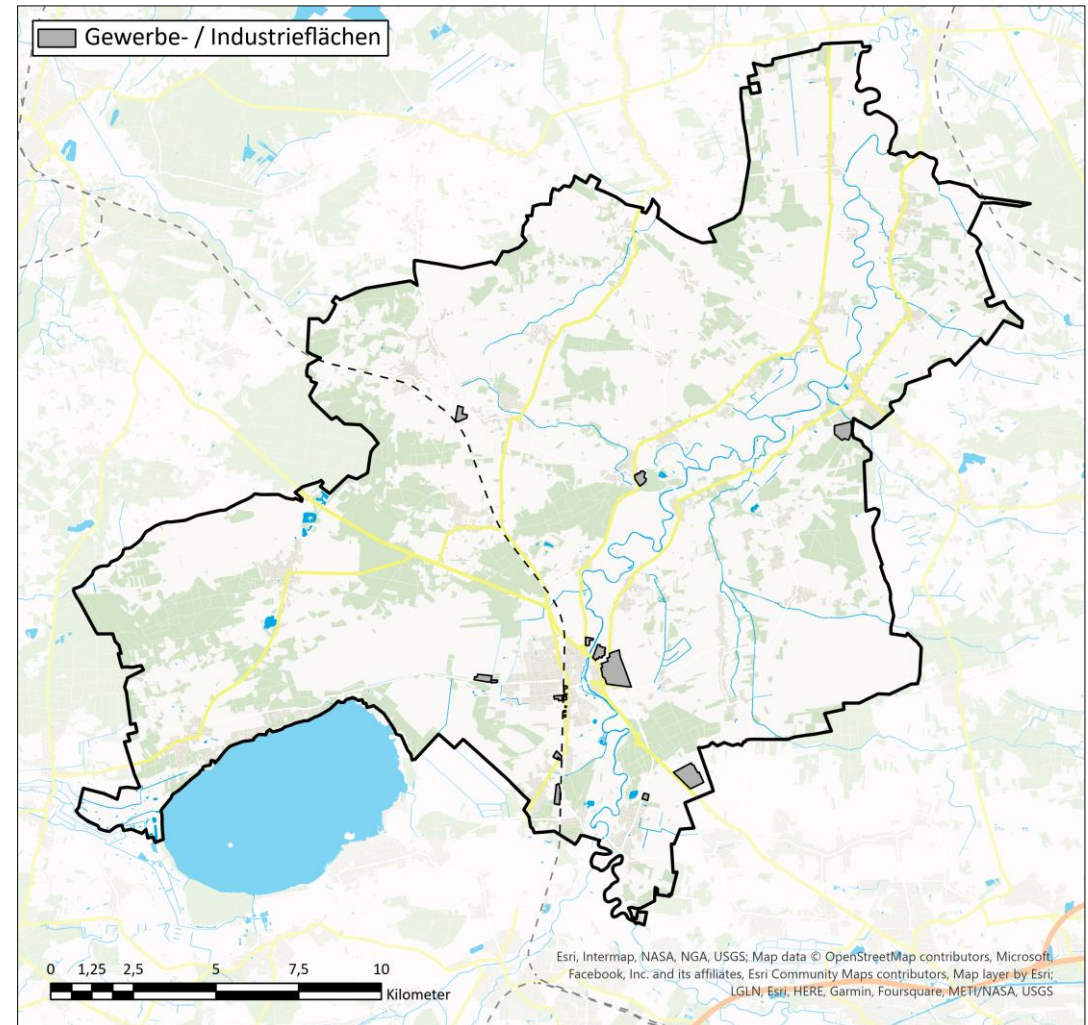 Gewerbe- / Industrieflächen
0 1,25 2,5 5 7,5 10
Kilometer
Esri, Intermap, NASA, NGA, USGS; Map data © OpenStreetMap contributors, Microsoft,
Facebook, Inc. and its affiliates, Esri Community Maps contributors, Map layer by Esri;
LGLN, Esri, HERE, Garmin, Foursquare, METI/NASA, USGS